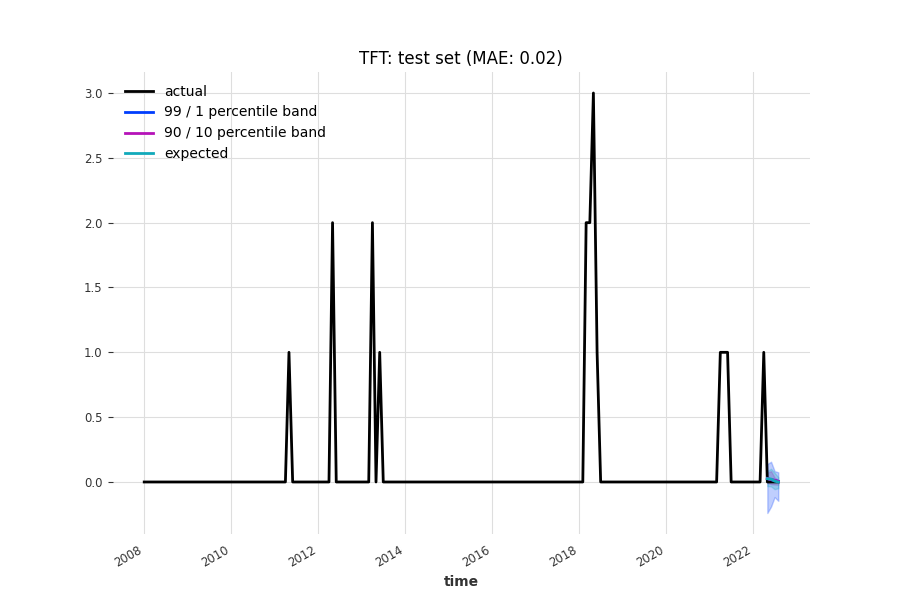 TFT: test set (MAE: 0.02)
actual
99 / 1 percentile band
90 / 10 percentile band
expected
3.0
2.5
2.0
1.5
1.0
0.5
0.0
2008
2010
2012
2014
2016
2018
2020
2022
time